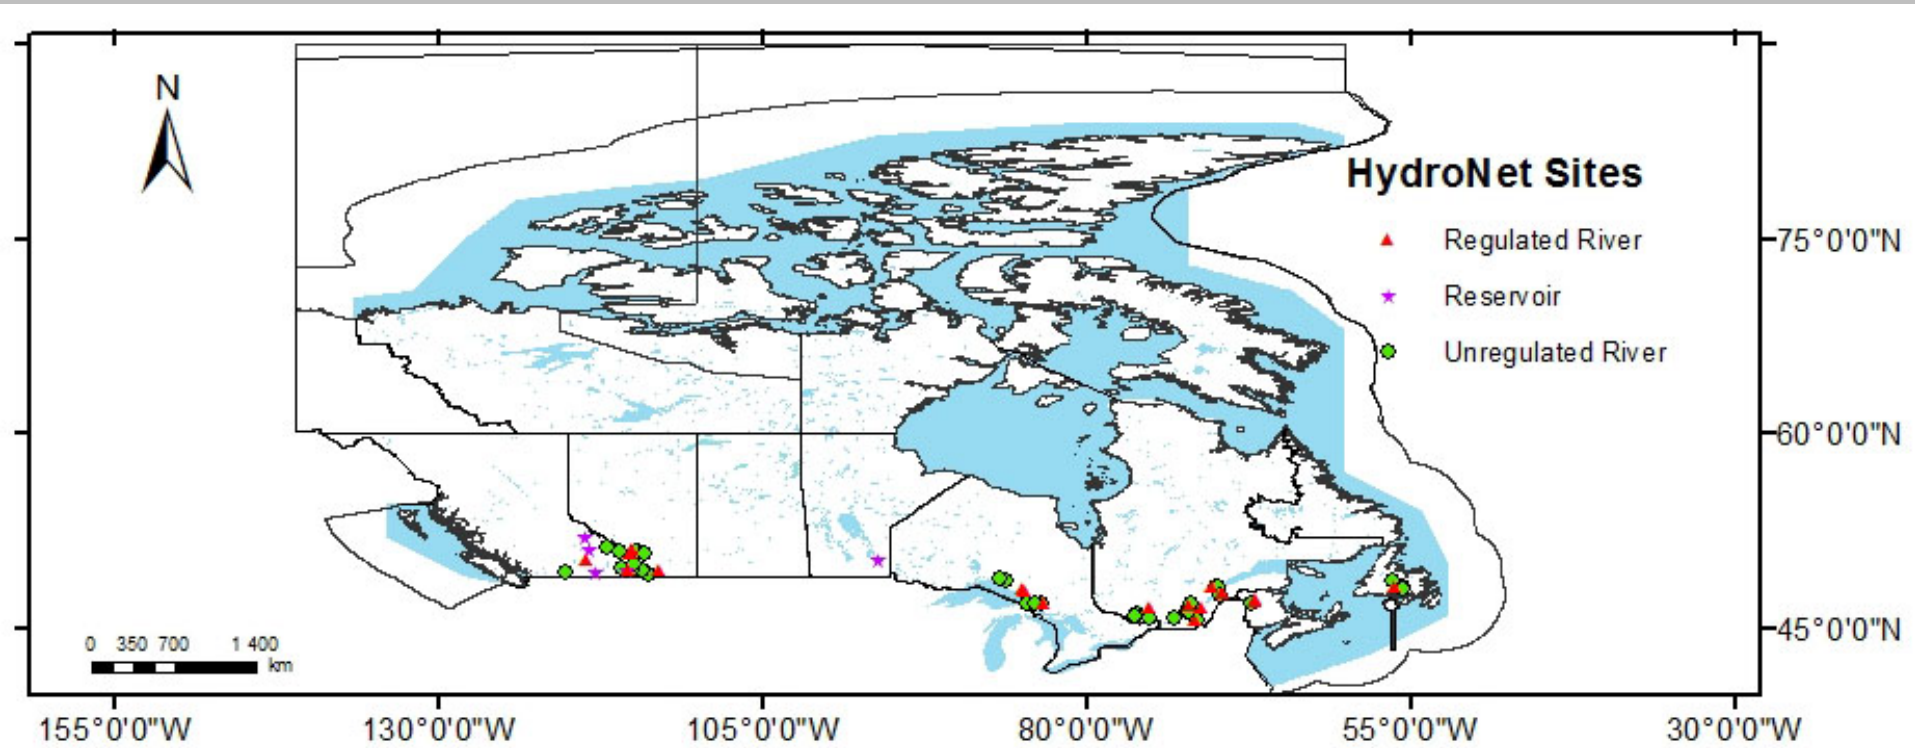 N
HydroNet Sites
Regulated River
Reservoir
Unregulated River
75°0'0"N
60°0'0"N
45°0'0"N
0 350 700 1 400
km
155°0'0"W 130°0'0"W 105°0'0"W 80°0'0"W 55°0'0"W 30°0'0"W